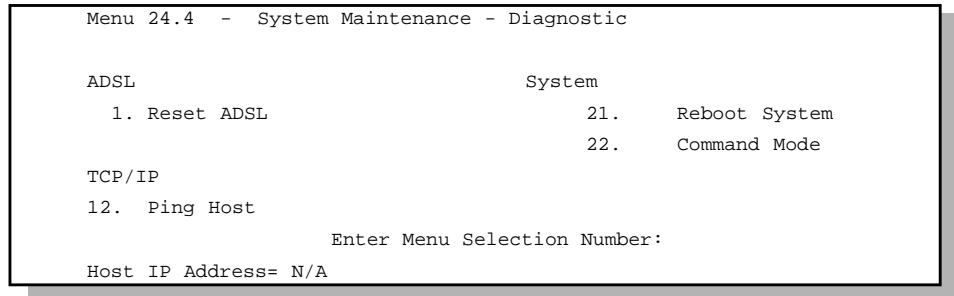 Menu 24.4 - System Maintenance - Diagnostic
ADSL System
1. Reset ADSL 21. Reboot System
22. Command Mode
TCP/IP
12. Ping Host
Enter Menu Selection Number:
Host IP Address= N/A